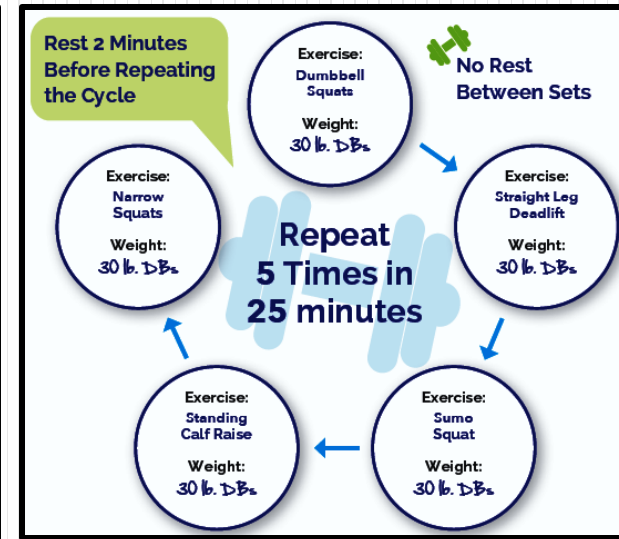 Rest 2 Minutes
Before Repeating
the Cycle
No Rest
Between Sets
Exercise:
Dumbbell
Squats
Weight:
30 lb. DBs
Exercise:
Straight Leg
Deadlift
Weight:
30 lb. DBs
Exercise:
Sumo
Squat
Weight:
30 lb. DBs
Exercise:
Standing
Calf Raise
Weight:
30 lb. DBs
Exercise:
Narrow
Squats
Weight:
30 lb. DBs
Repeat
5 Times in
25 minutes